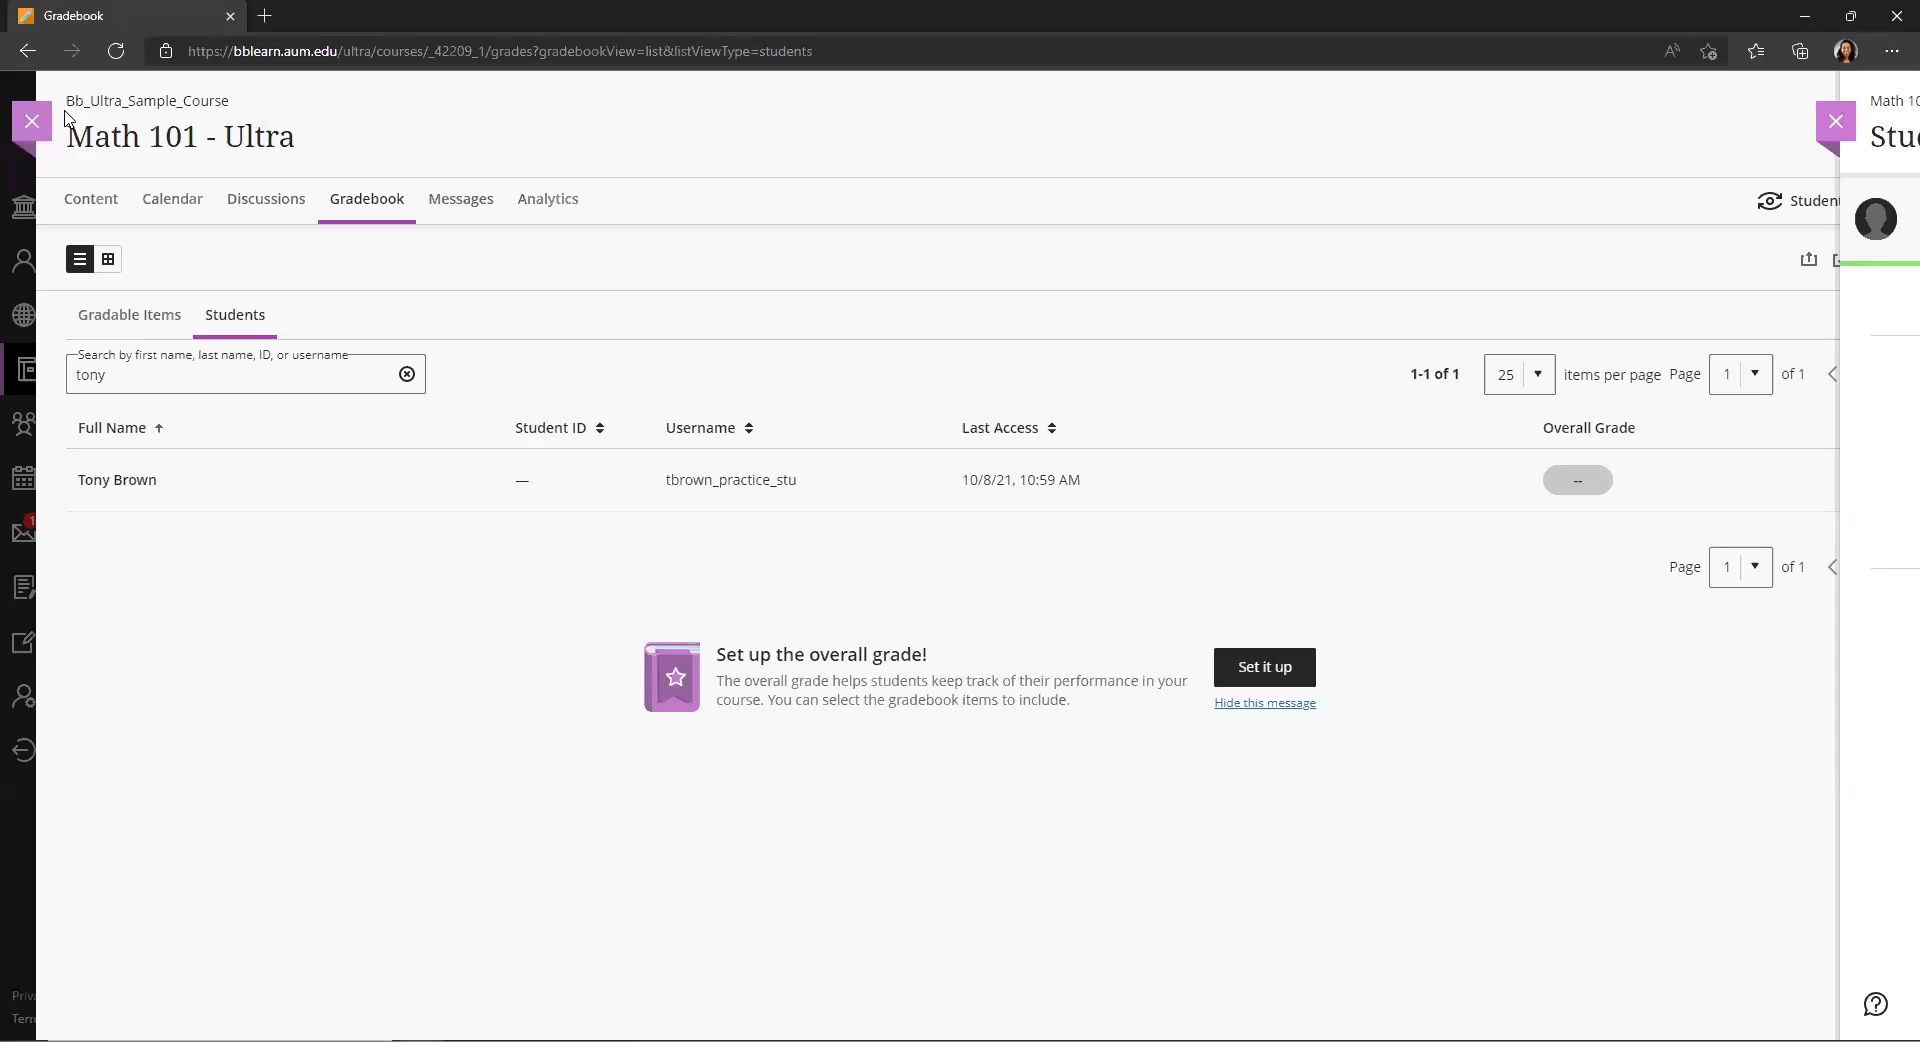 Gradebook
https://bblearn.aum.edu/ultra/courses/_42209_1/grades?gradebookView=list&listViewType=students
Bb_Ultra_Sample_Course
Math 101 - Ultra
Math 10
Stu
Content Calendar Discussions Gradebook Messages Analytics
Student
Gradable Items Students
Search by first name, last name, ID, or username
tony
1-1 of 1 25 items per page Page 1 of 1
Full Name Student ID Username Last Access Overall Grade
Tony Brown — tbrown_practice_stu 10/8/21, 10:59 AM --
1
Page 1 of 1
Set up the overall grade!
The overall grade helps students keep track of their performance in your
course. You can select the gradebook items to include.
Set it up
Hide this message
Priva
Term